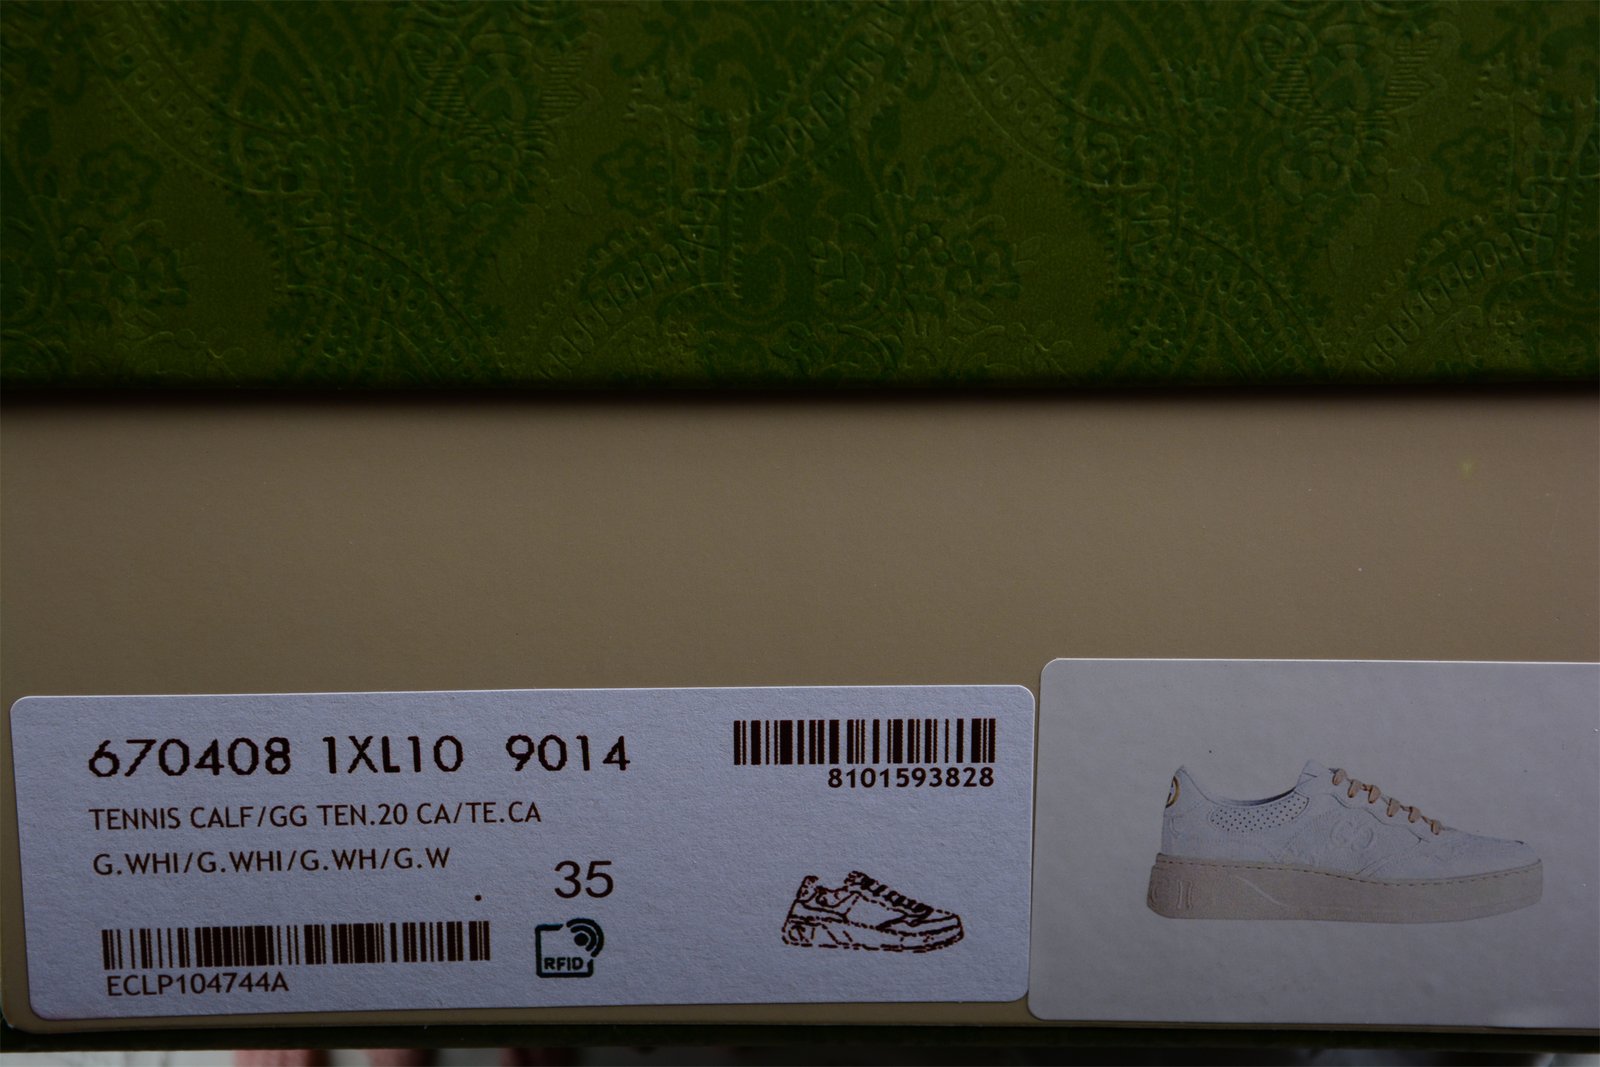 670408 1XL10 9014
8101593828
TENNIS CALF/GG TEN.20 CA/TE.CA
G.WHI/G.WHI/G.WH/G.W
35
RFID
ECLP104744A